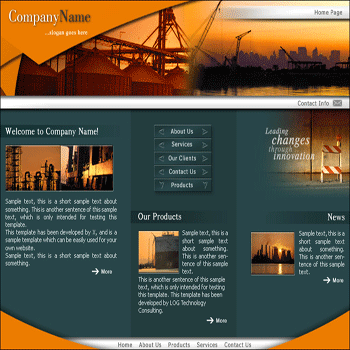 CompanyName
...slogan goes here
Home Page
Contact Info
Welcome to Company Name!
Sample text, this is a short sample text about
something. This is another sentence of this sample
text, which is only intended for testing this
template.
This template has been developed by X, and is a
sample template which can be easily used for your
own website.
Sample text, this is a short sample text about
something.
More
About Us
Services
Our Clients
Contact Us
Products
Leading
changes
through
innovation
Our Products
Sample text, this is a
short sample text
about something.
This is another sen-
tence of this sample
text.
This is another sentence of this sample
text, which is only intended for testing
this template. This template has been
developed by LOG Technology
Consulting.
More
News
Sample text, this is
a short sample
text about some-
thing. This is
another sentence
of this sample text.
More
Home About Us Products Services Contact Us